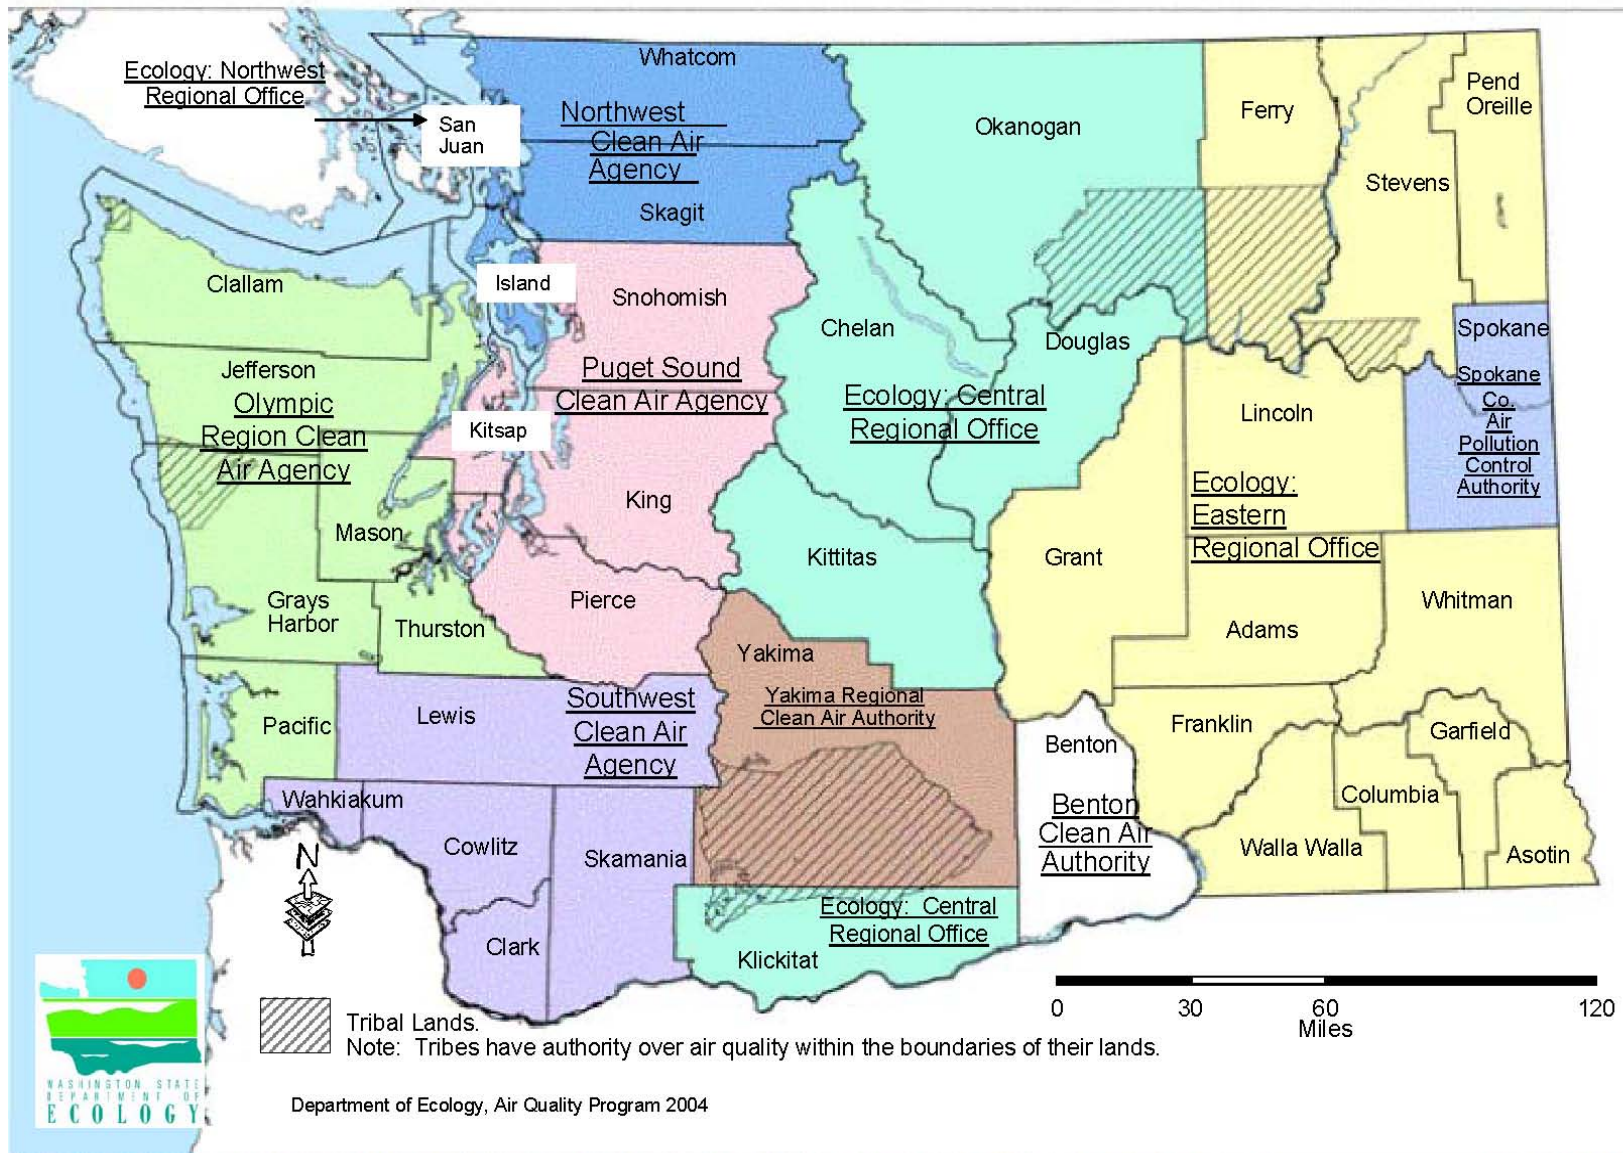 Ecology: Northwest
Regional Office
San
Juan
Whatcom
Northwest
Clean Air
Agency
Skagit
Okanogan
Ferry
Pend
Oreille
Stevens
Clallam
Island
Snohomish
Chelan
Douglas
Spokane
Jefferson
Olympic
Region Clean
Air Agency
Puget Sound
Clean Air Agency
Kitsap
Ecology: Central
Regional Office
Lincoln
Spokane
Co.
Air
Pollution
Control
Authority
King
Mason
Ecology:
Eastern
Regional Office
Kittitas
Grant
Grays
Harbor
Thurston
Pierce
Adams
Whitman
Yakima
Yakima Regional
Clean Air Authority
Pacific
Lewis
Southwest
Clean Air
Agency
Benton
Franklin
Garfield
Wahkiakum
Cowlitz
Skamania
Benton
Clean Air
Authority
Columbia
Walla Walla
Asotin
N
Clark
Ecology: Central
Regional Office
Klickitat
0 30 60 120
Miles
Tribal Lands.
Note: Tribes have authority over air quality within the boundaries of their lands.
WASHINGTON STATE
DEPARTMENT OF
ECOLOGY
Department of Ecology, Air Quality Program 2004